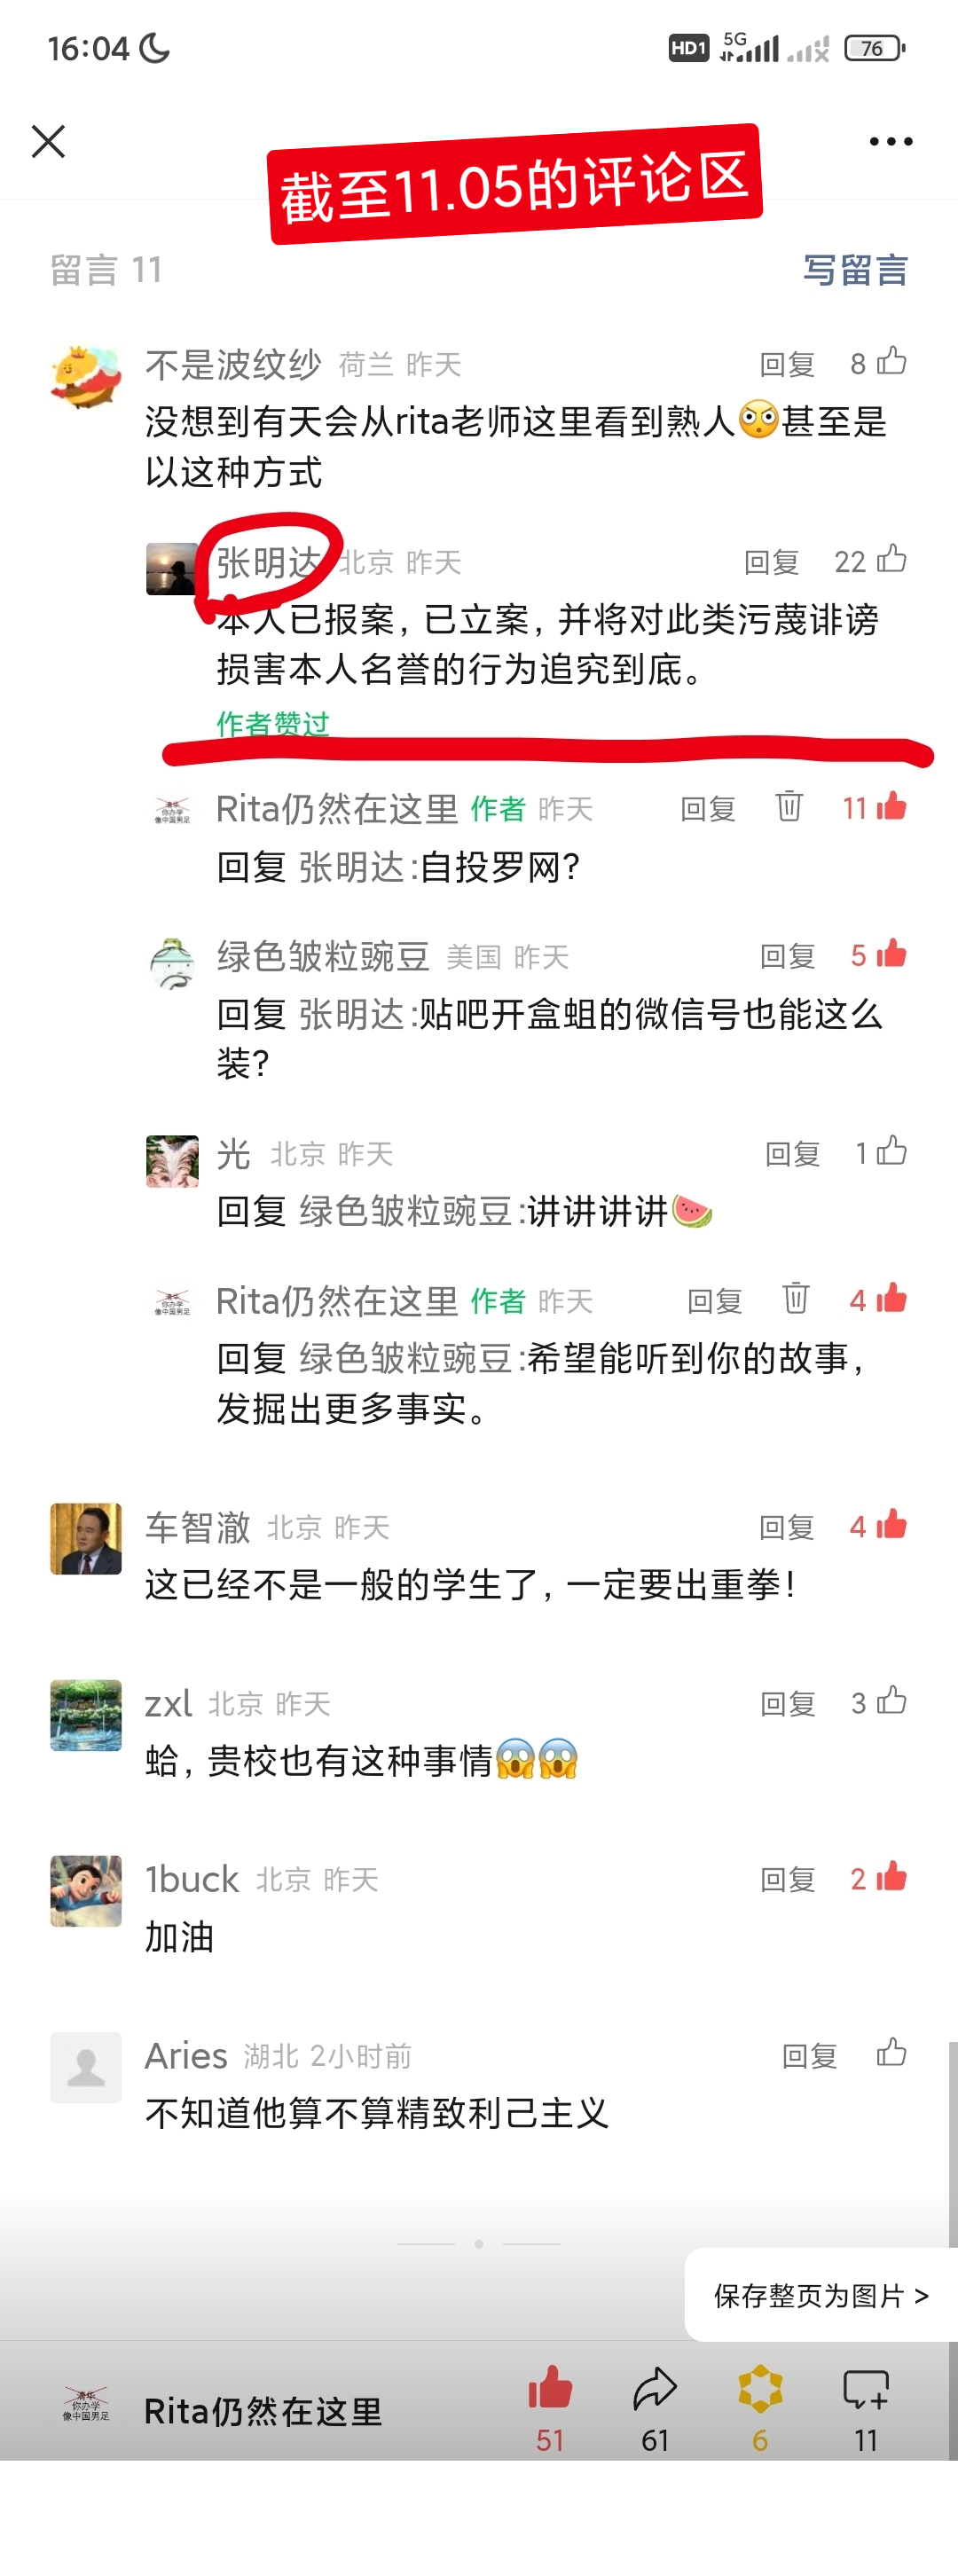 16:04
HD1 5G 76
截至11.05的评论区
留言 11 写留言
不是波纹纱 荷兰 昨天 回复 8
没想到有天会从rita老师这里看到熟人甚至是
以这种方式
张明达 北京 昨天 回复 22
本人已报案，已立案，并将对此类污蔑诽谤
损害本人名誉的行为追究到底。
作者赞过
Rita仍然在这里 作者 昨天 回复 11
回复 张明达:自投罗网?
绿色皱粒豌豆 美国 昨天 回复 5
回复 张明达:贴吧开盒蛆的微信号也能这么
装?
光 北京 昨天 回复 1
回复 绿色皱粒豌豆:讲讲讲讲
Rita仍然在这里 作者 昨天 回复 4
回复 绿色皱粒豌豆:希望能听到你的故事，
发掘出更多事实。
车智澈 北京 昨天 回复 4
这已经不是一般的学生了，一定要出重拳！
zxl 北京 昨天 回复 3
蛤，贵校也有这种事情
1buck 北京 昨天 回复 2
加油
Aries 湖北 2小时前 回复
不知道他算不算精致利己主义
保存整页为图片 >
清华
你办学
像中国男足
Rita仍然在这里
51 61 6 11